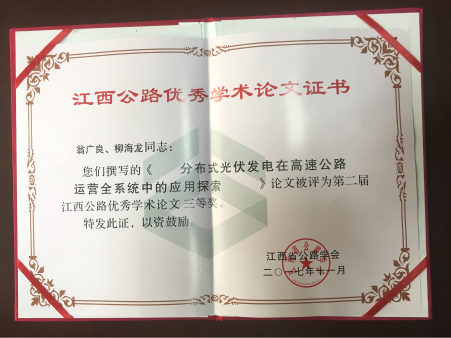 江西公路优秀学术论文证书
翁广良、柳海龙同志：
您们撰写的《 分布式光伏发电在高速公路
运营全系统中的应用探索 》论文被评为第二届
江西公路优秀学术论文三等奖。
特发此证，以资鼓励。
江西省公路学会
二〇一七年十一月